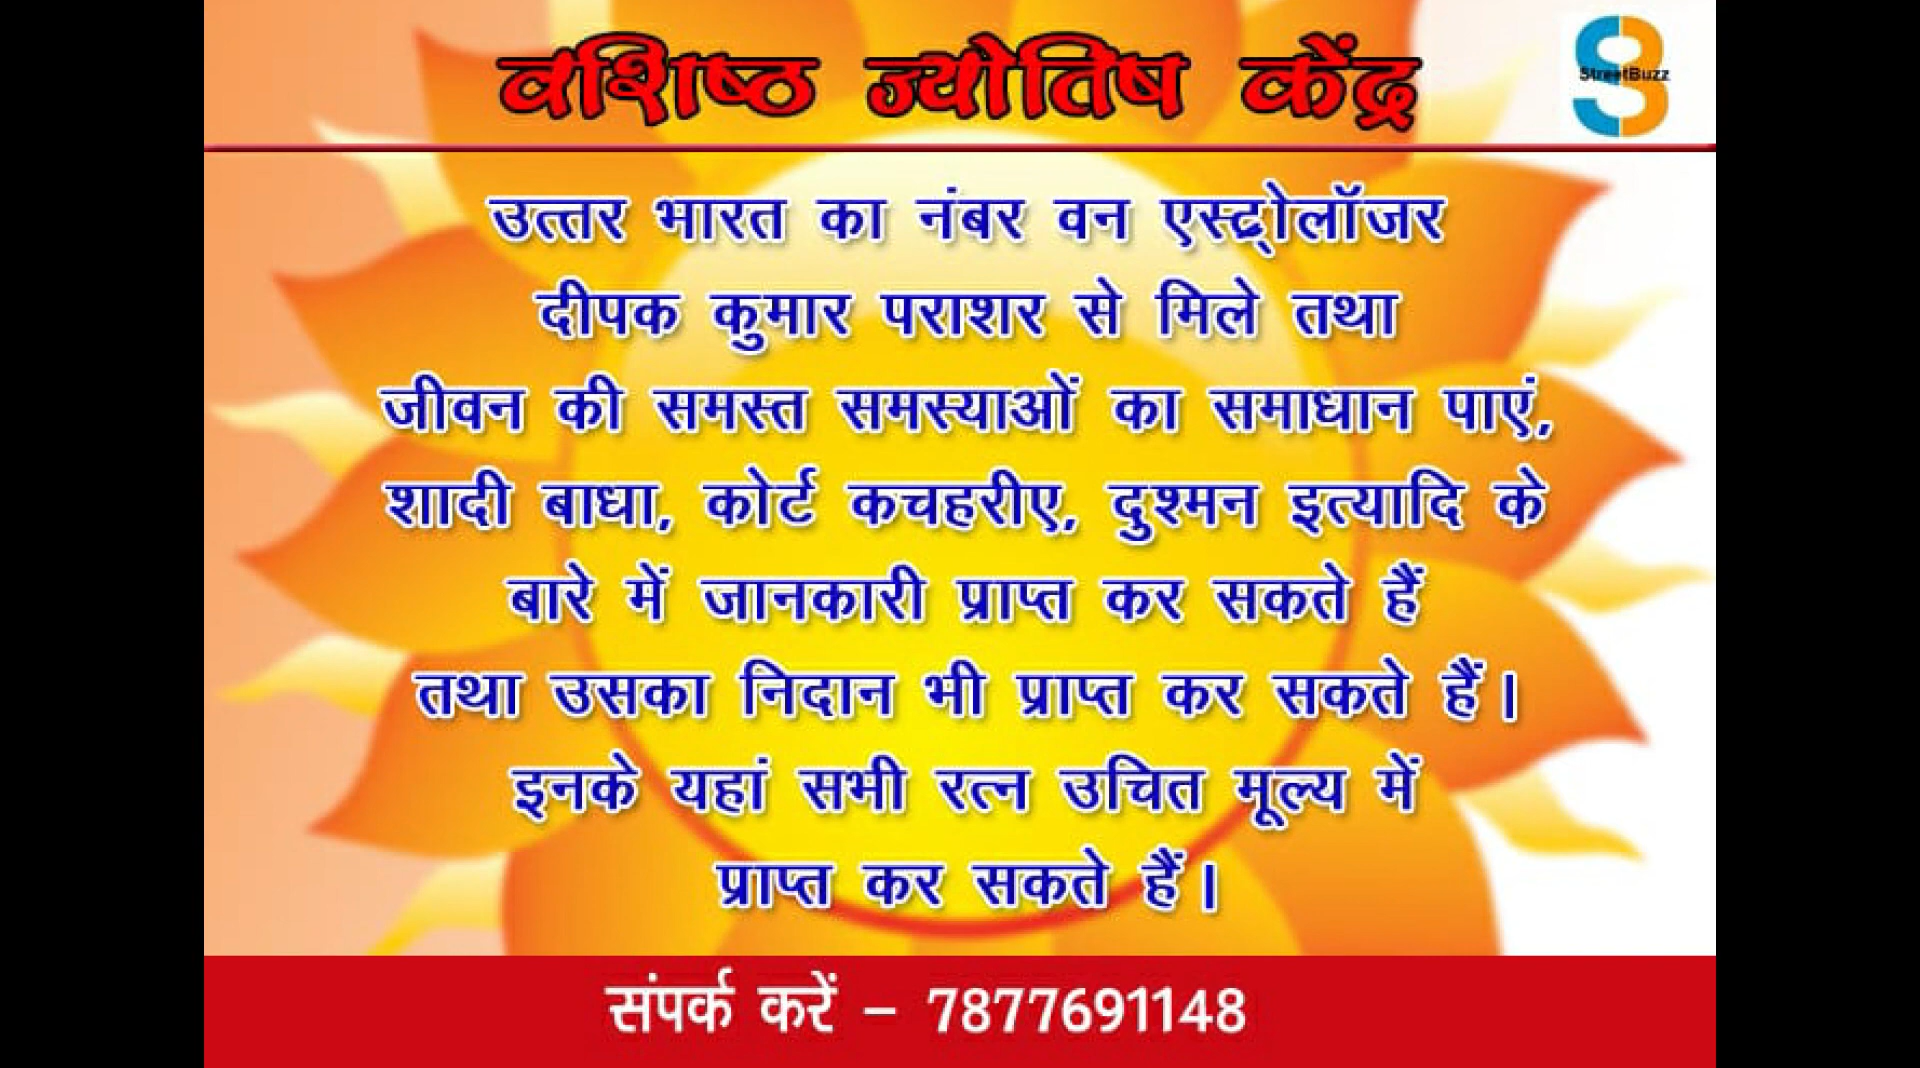 वशिष्ठ ज्योतिष केंद्र
StreetBuzz
उत्तर भारत का नंबर वन एस्ट्रोलॉजर
दीपक कुमार पराशर से मिले तथा
जीवन की समस्त समस्याओं का समाधान पाएं,
शादी बाधा, कोर्ट कचहरीए, दुश्मन इत्यादि के
बारे में जानकारी प्राप्त कर सकते हैं
तथा उसका निदान भी प्राप्त कर सकते हैं।
इनके यहां सभी रत्न उचित मूल्य में
प्राप्त कर सकते हैं।
संपर्क करें – 7877691148